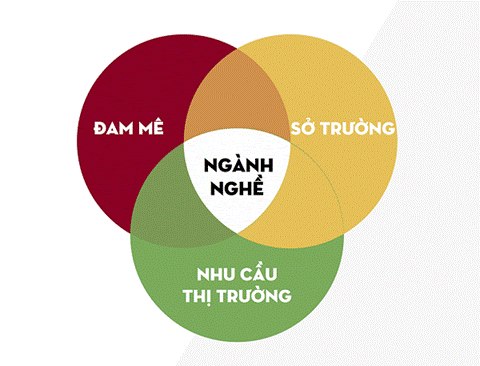 ĐAM MÊ
SỞ TRƯỜNG
NGÀNH
NGHỀ
NHU CẦU
THỊ TRƯỜNG